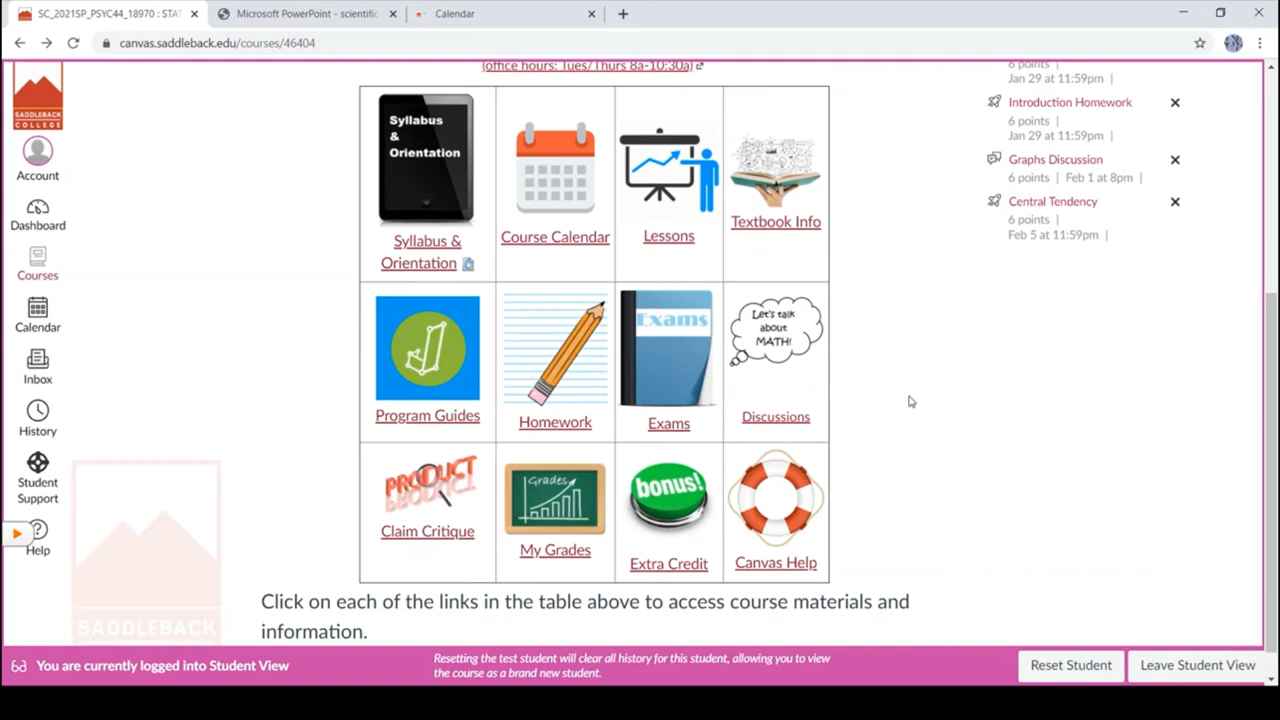 SC_2021SP_PSYC44_18970 : STAT
Microsoft PowerPoint - scientific
Calendar
canvas.saddleback.edu/courses/46404
SADDLEBACK
COLLEGE
Account
Dashboard
Courses
Calendar
Inbox
History
Student
Support
Help
(office hours: Tues/Thurs 8a-10:30a)
Syllabus
&
Orientation
Syllabus &
Orientation
Course Calendar
Lessons
Textbook Info
Program Guides
Homework
Exams
Exams
Let's talk
about
MATH!
Discussions
PRODUCT
Claim Critique
Grades
My Grades
bonus!
Extra Credit
Canvas Help
Click on each of the links in the table above to access course materials and
information.
SADDLEBACK
6 points |
Jan 29 at 11:59pm |
Introduction Homework
6 points |
Jan 29 at 11:59pm |
Graphs Discussion
6 points | Feb 1 at 8pm |
Central Tendency
6 points |
Feb 5 at 11:59pm |
You are currently logged into Student View
Resetting the test student will clear all history for this student, allowing you to view
the course as a brand new student.
Reset Student
Leave Student View